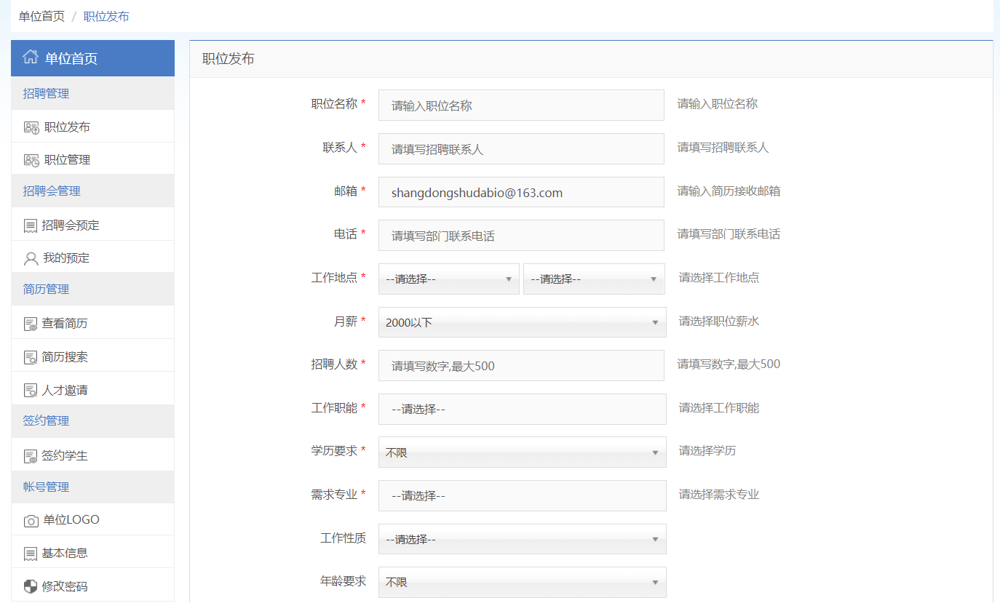 单位首页 / 职位发布
单位首页
招聘管理
职位发布
职位管理
招聘会管理
招聘会预定
我的预定
简历管理
查看简历
简历搜索
人才邀请
签约管理
签约学生
帐号管理
单位LOGO
基本信息
修改密码
职位发布
职位名称 * 请输入职位名称 请输入职位名称
联系人 * 请填写招聘联系人 请填写招聘联系人
邮箱 * shangdongshudabio@163.com 请输入简历接收邮箱
电话 * 请填写部门联系电话 请填写部门联系电话
工作地点 * --请选择-- --请选择-- 请选择工作地点
月薪 * 2000以下 请选择职位薪水
招聘人数 * 请填写数字,最大500 请填写数字,最大500
工作职能 * --请选择-- 请选择工作职能
学历要求 * 不限 请选择学历
需求专业 * --请选择-- 请选择需求专业
工作性质 --请选择--
年龄要求 不限